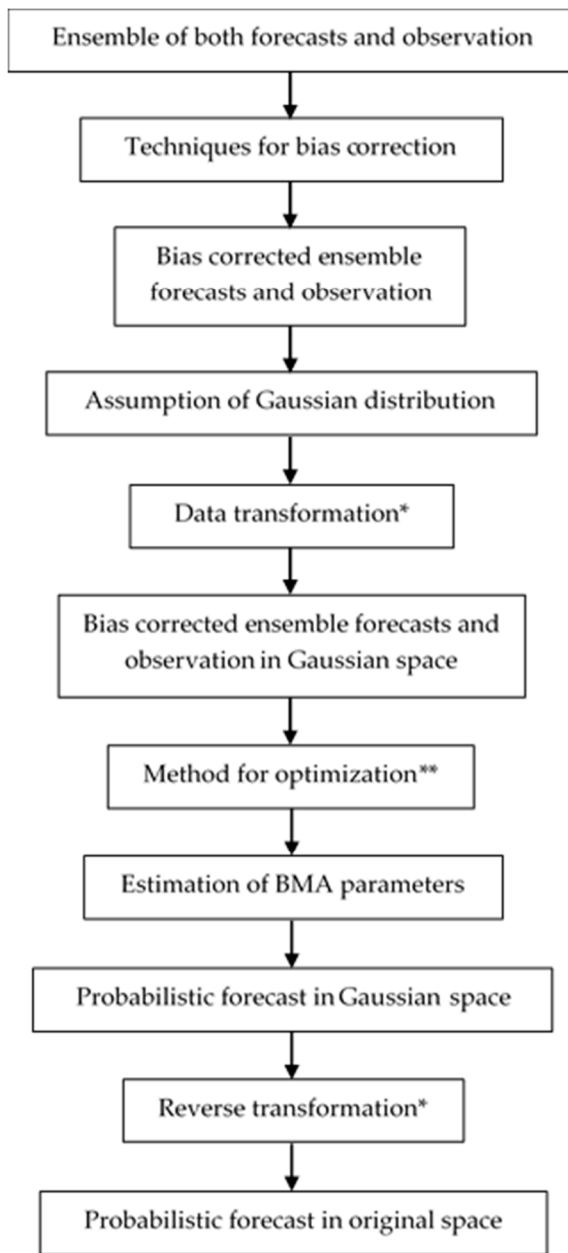 Ensemble of both forecasts and observation
Techniques for bias correction
Bias corrected ensemble
forecasts and observation
Assumption of Gaussian distribution
Data transformation*
Bias corrected ensemble forecasts and
observation in Gaussian space
Method for optimization**
Estimation of BMA parameters
Probabilistic forecast in Gaussian space
Reverse transformation*
Probabilistic forecast in original space